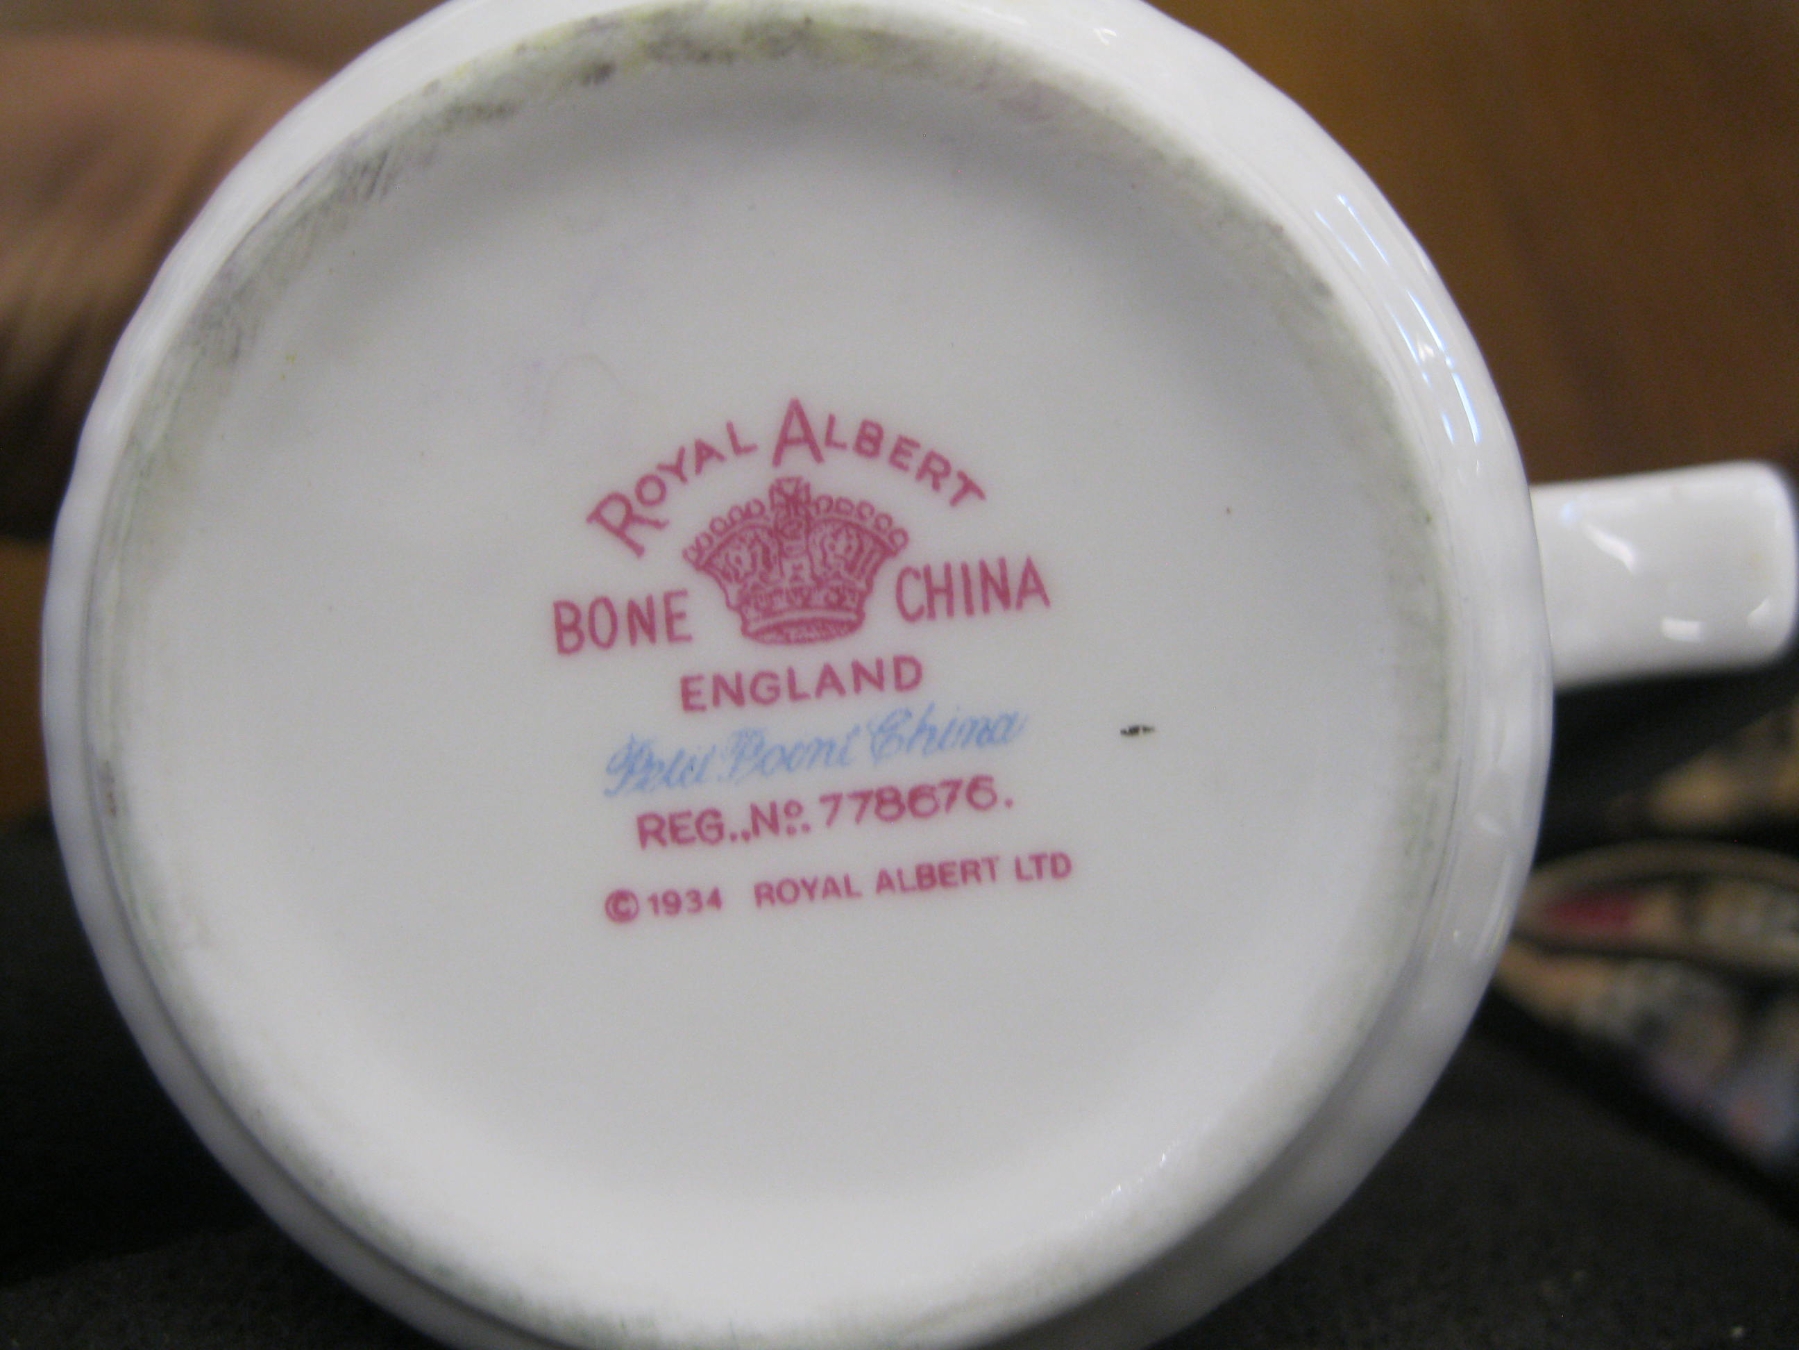 ROYAL ALBERT
BONE CHINA
ENGLAND
Petit Point China
REG.,No. 778676.
© 1934 ROYAL ALBERT LTD